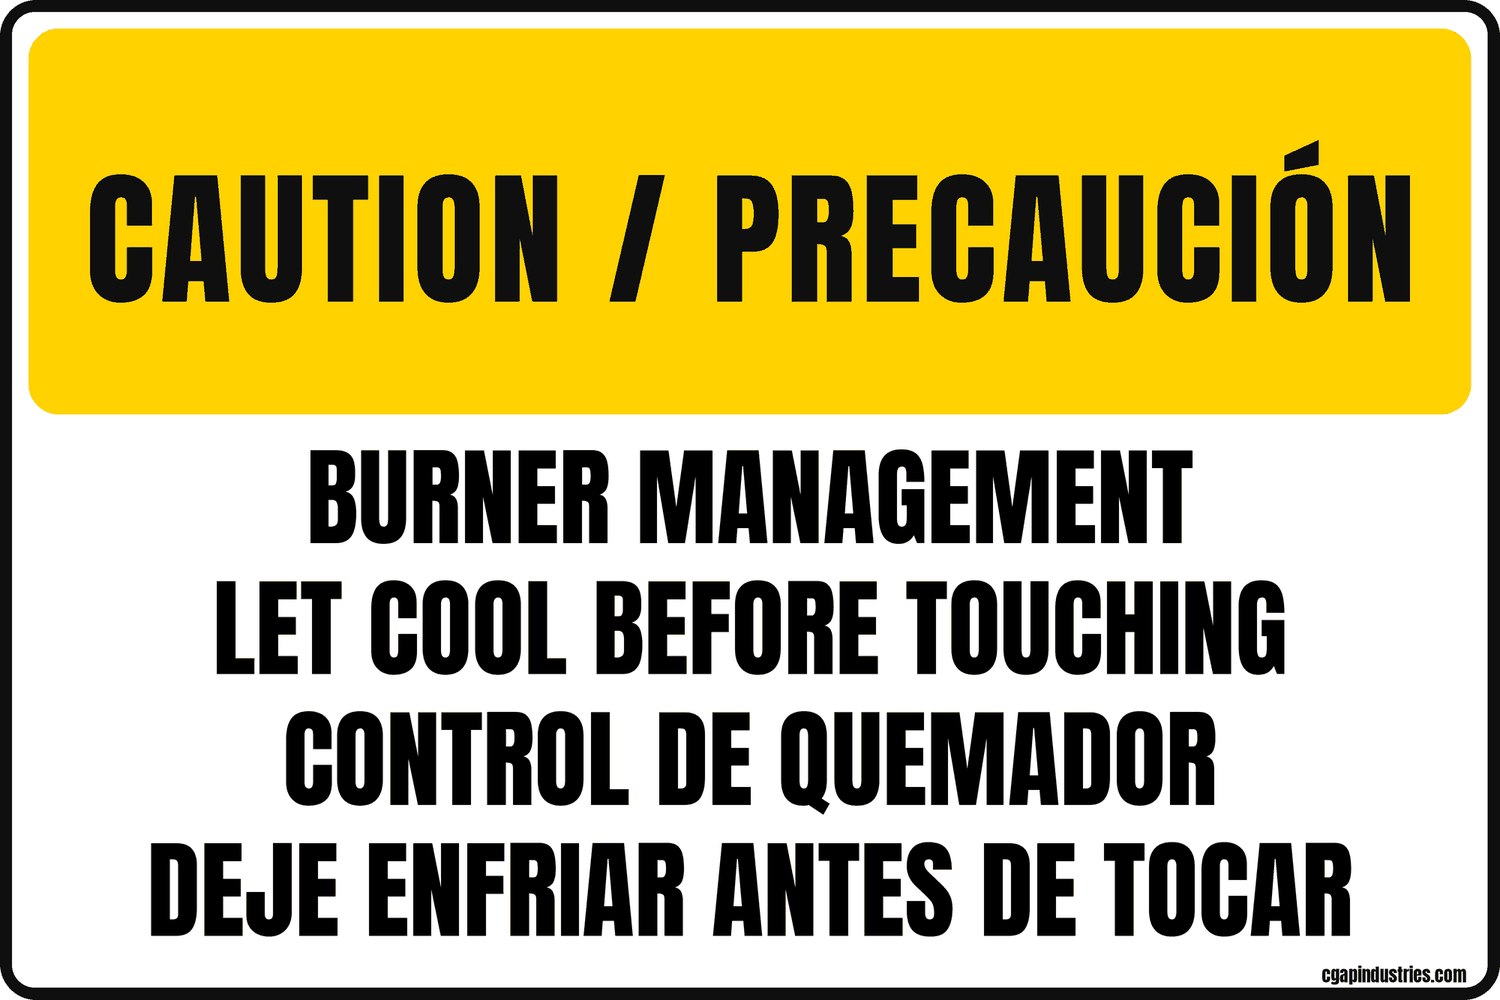 CAUTION / PRECAUCIÓN
BURNER MANAGEMENT
LET COOL BEFORE TOUCHING
CONTROL DE QUEMADOR
DEJE ENFRIAR ANTES DE TOCAR
cgapindustries.com